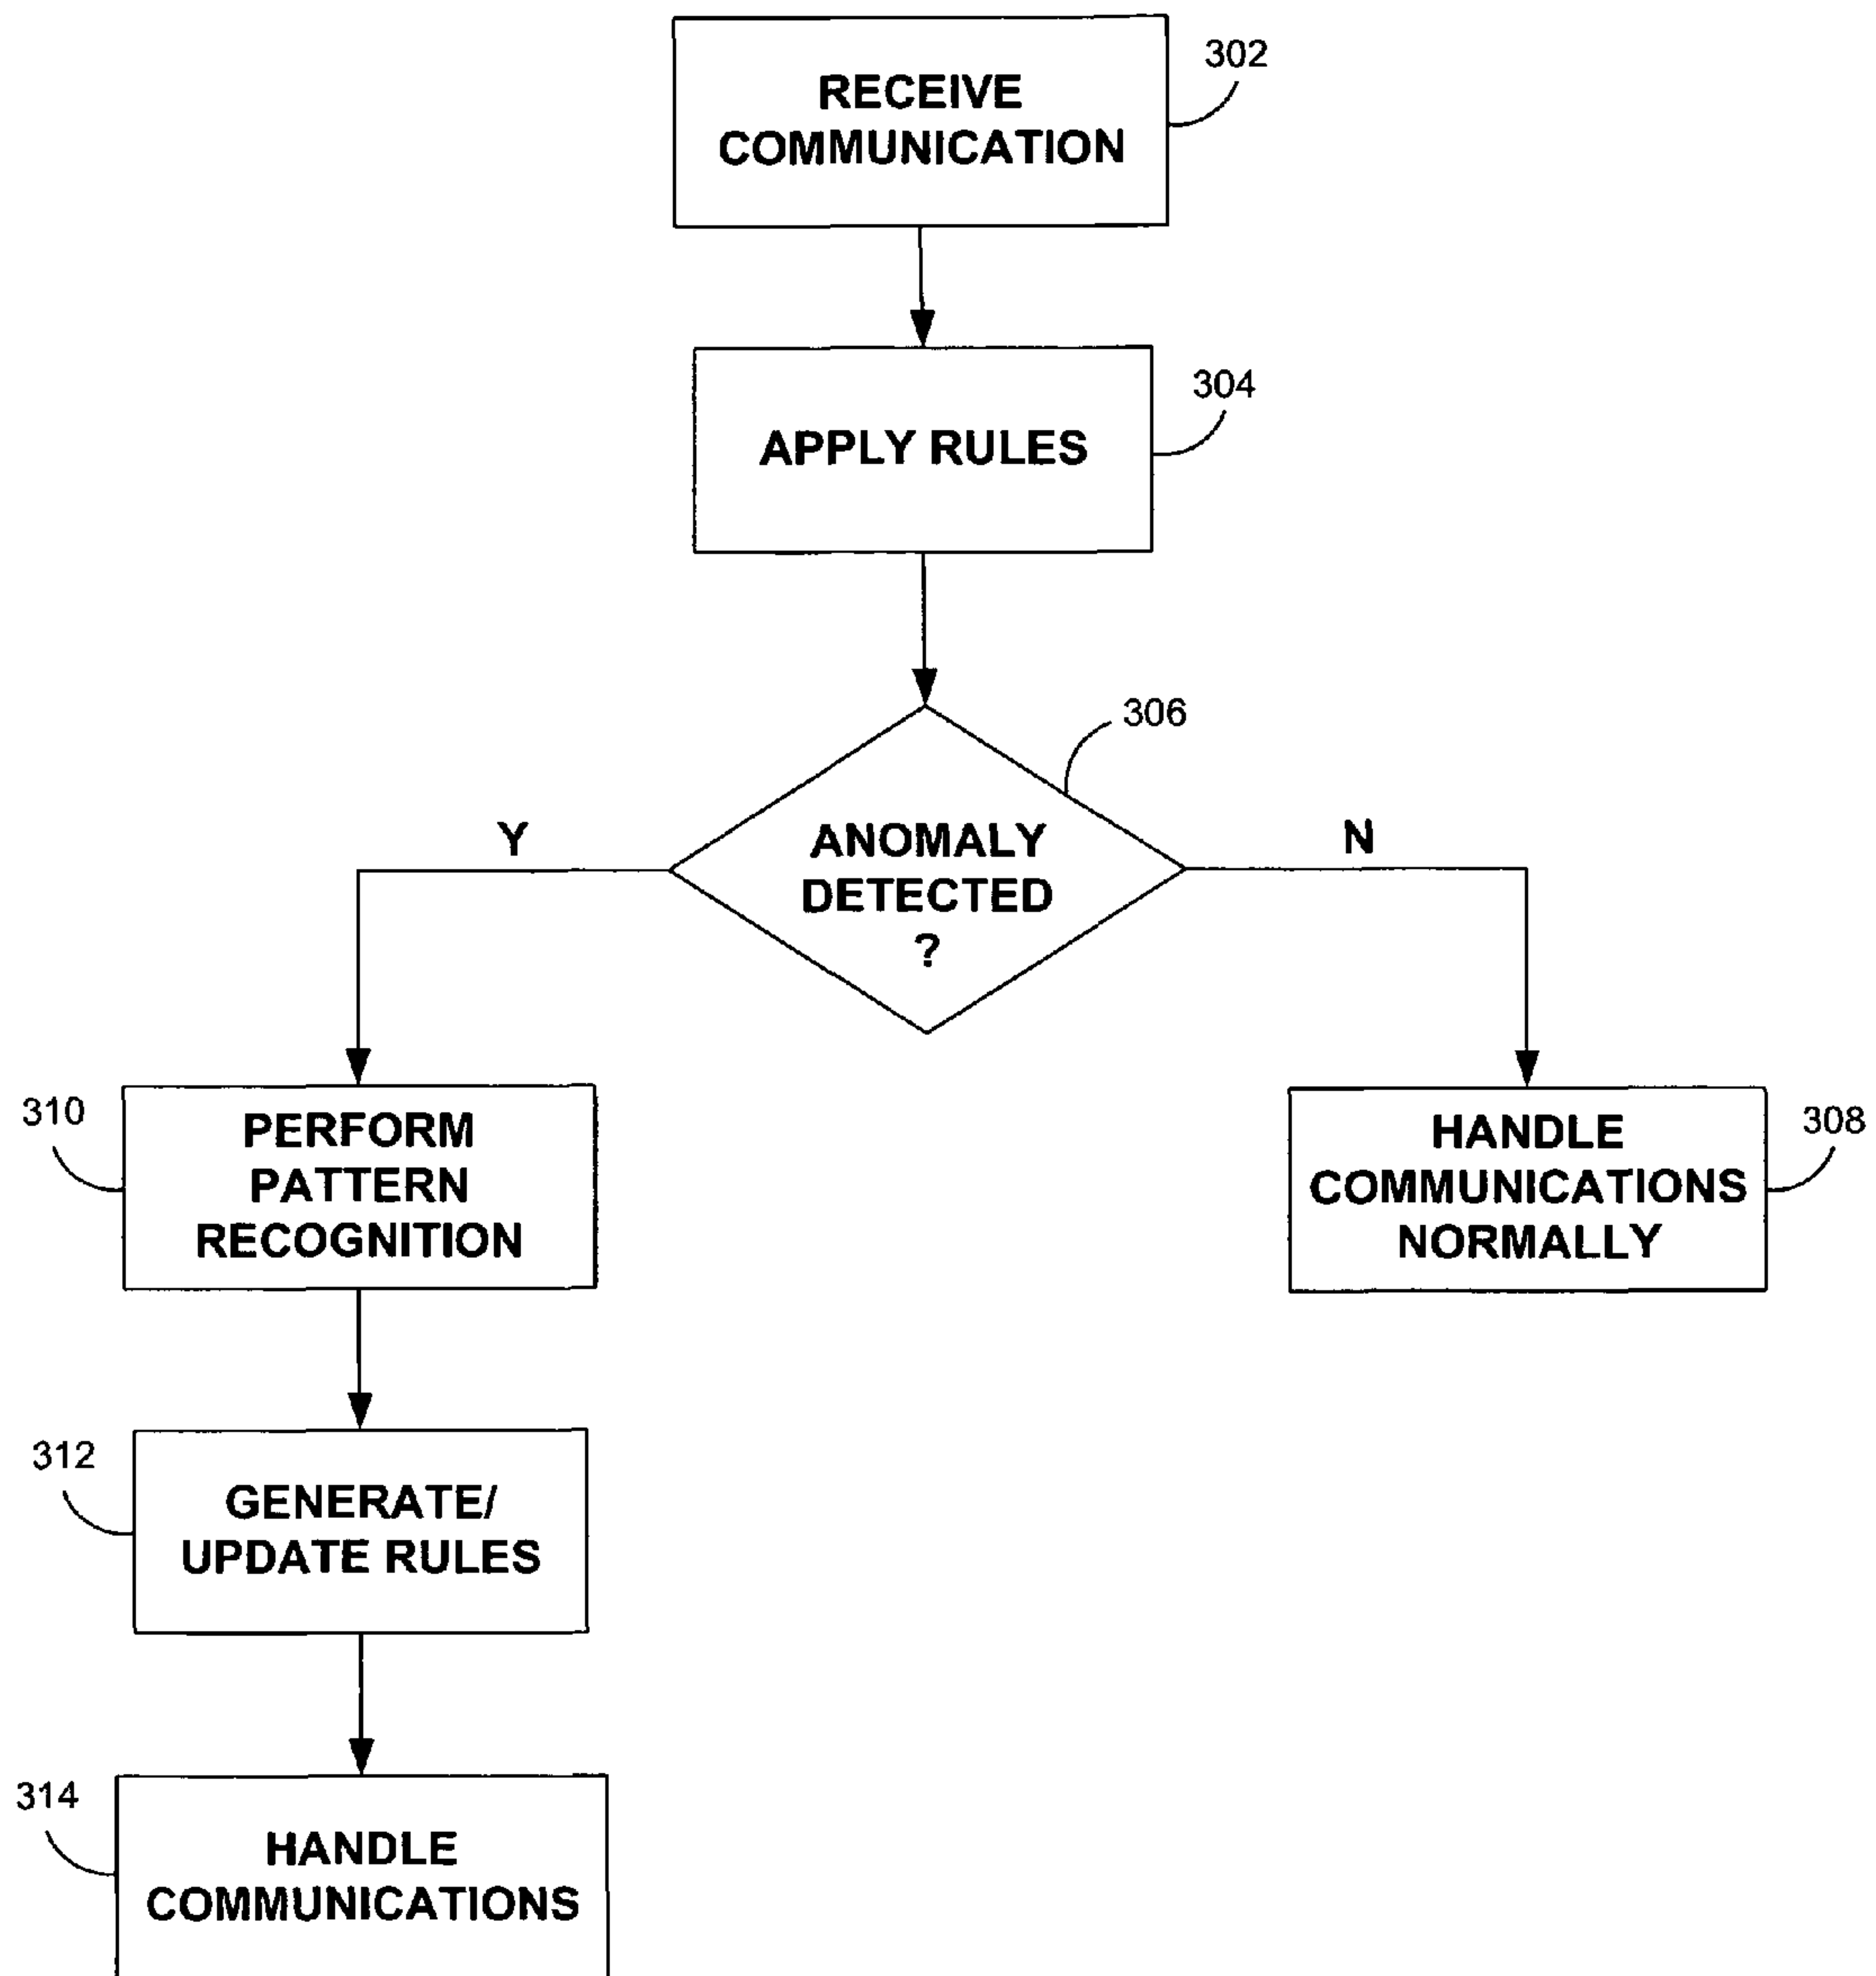 RECEIVE
COMMUNICATION
302
APPLY RULES
304
306
Y
ANOMALY
DETECTED
?
N
310
PERFORM
PATTERN
RECOGNITION
HANDLE
COMMUNICATIONS
NORMALLY
308
312
GENERATE/
UPDATE RULES
314
HANDLE
COMMUNICATIONS